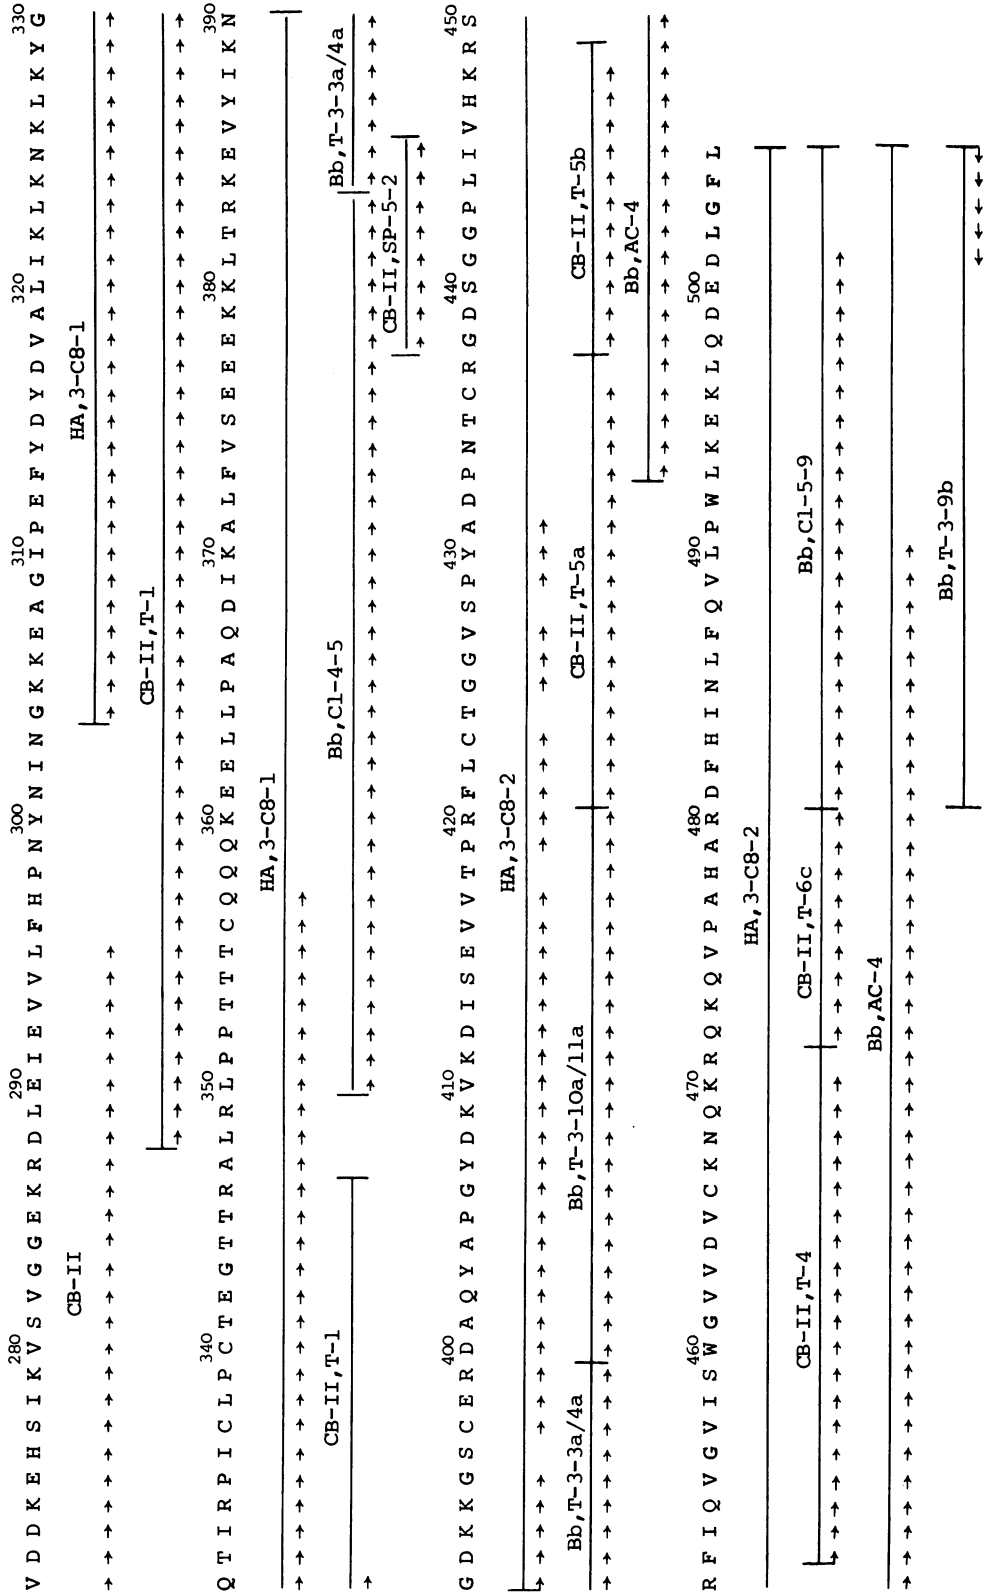 280 290 300 310 320 330
V D D K E H S I K V S V G G E K R D L E I E V V L F H P N Y N I N G K K E A G I P E F Y D Y D V A L I K L K N K L K Y G
CB-II HA,3-C8-1
CB-II,T-1
340 350 360 370 380 390
Q T I R P I C L P C T E G T T R A L R L P P T T T C Q Q Q K E E L L P A Q D I K A L F V S E E E K K L T R K E V Y I K N
HA,3-C8-1
CB-II,T-1 Bb,Cl-4-5 Bb,T-3-3a/4a
CB-II,SP-5-2
400 410 420 430 440 450
G D K K G S C E R D A Q Y A P G Y D K V K D I S E V V T P R F L C T G G V S P Y A D P N T C R G D S G G P L I V H K R S
HA,3-C8-2
Bb,T-3-3a/4a Bb,T-3-10a/11a CB-II,T-5a CB-II,T-5b
Bb,AC-4
460 470 480 490 500
R F I Q V G V I S W G V V D V C K N Q K R Q K Q V P A H A R D F H I N L F Q V L P W L K E K L Q D E D L G F L
HA,3-C8-2
CB-II,T-4 CB-II,T-6c Bb,Cl-5-9
Bb,AC-4
Bb,T-3-9b